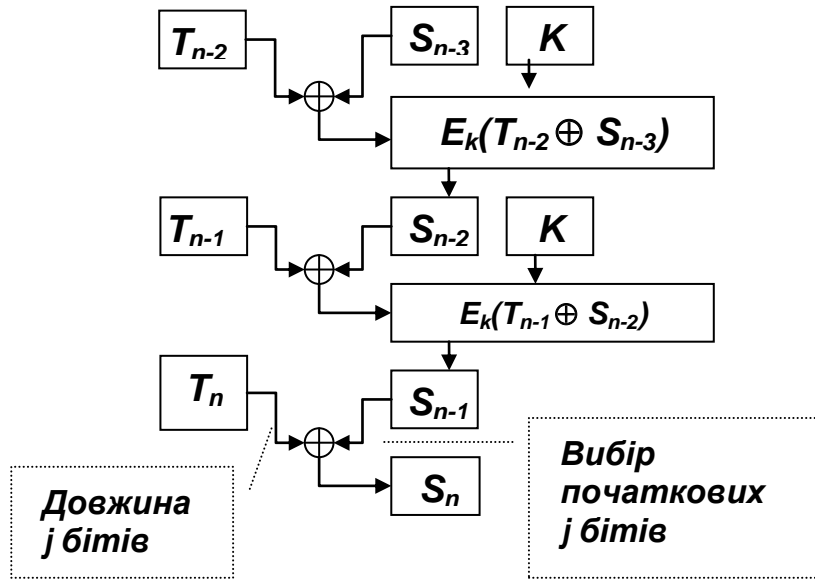 Tₙ₋₂ Sₙ₋₃ K
Eₖ(Tₙ₋₂ ⊕ Sₙ₋₃)
Tₙ₋₁ Sₙ₋₂ K
Eₖ(Tₙ₋₁ ⊕ Sₙ₋₂)
Tₙ Sₙ₋₁
Sₙ
Довжина
j бітів
Вибір
початкових
j бітів